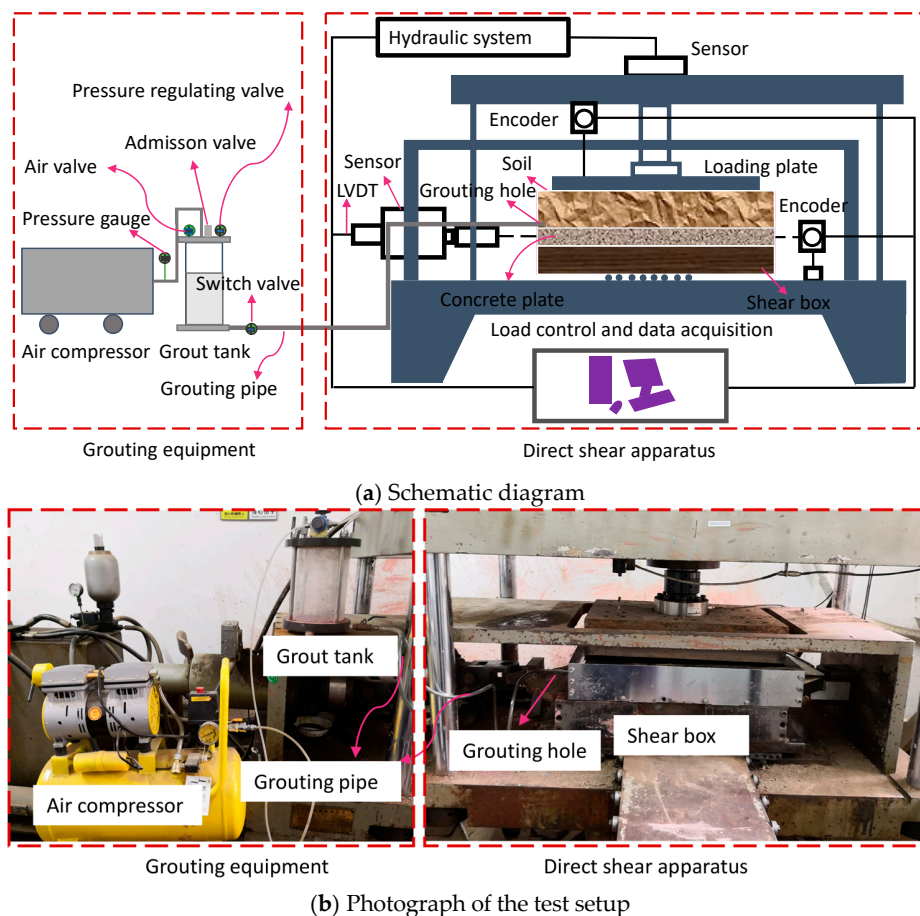 Hydraulic system
Sensor
Pressure regulating valve
Admisson valve
Air valve
Pressure gauge
Switch valve
Air compressor
Grout tank
Grouting pipe
Encoder
Sensor
Soil
Loading plate
LVDT
Grouting hole
Encoder
Concrete plate
Shear box
Load control and data acquisition
Grouting equipment
Direct shear apparatus
(a) Schematic diagram
Grout tank
Grouting pipe
Air compressor
Grouting hole
Shear box
Grouting equipment
Direct shear apparatus
(b) Photograph of the test setup